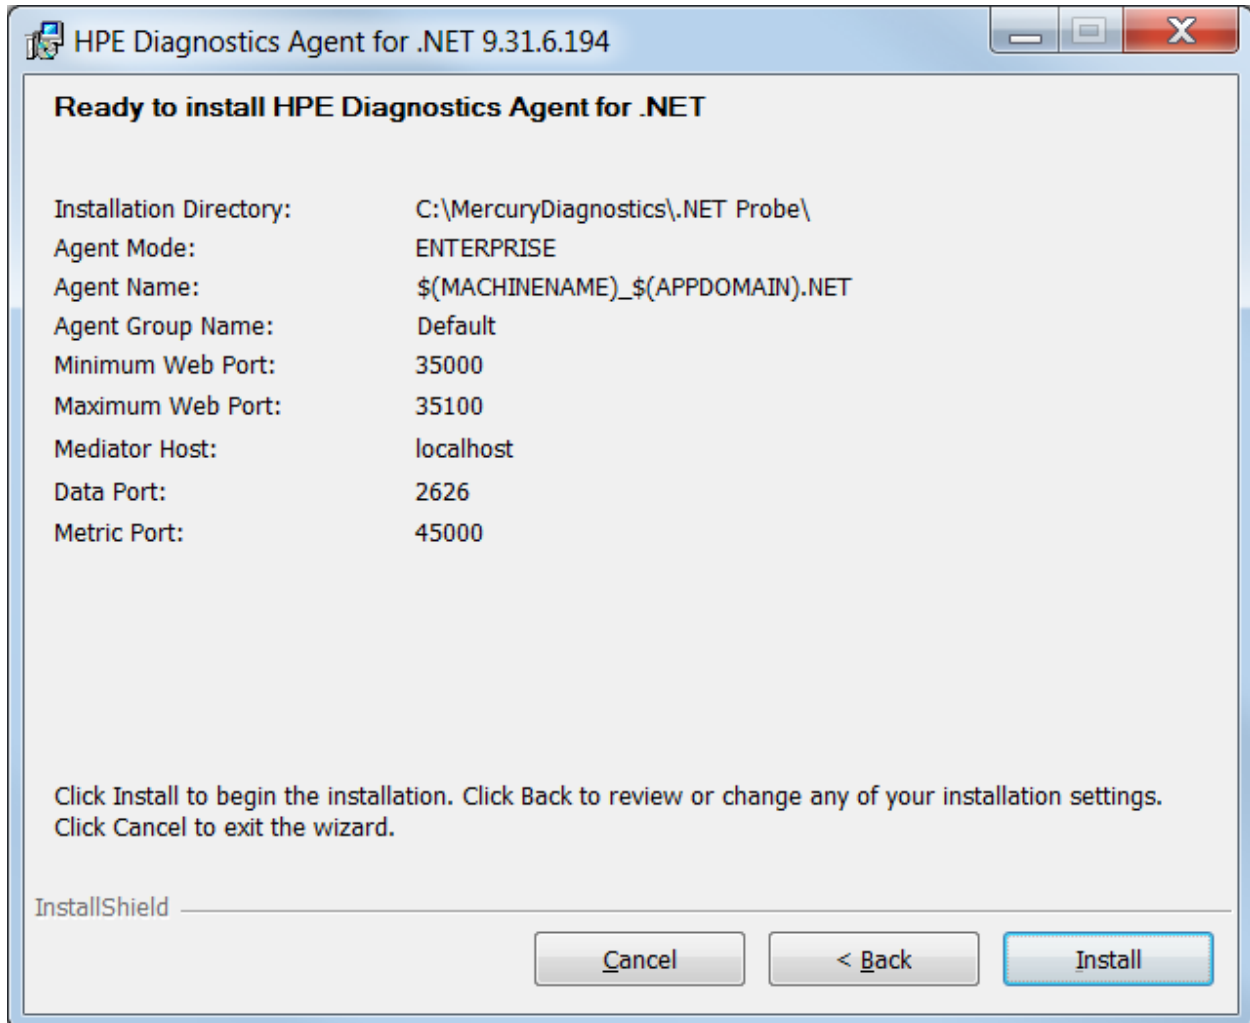 HPE Diagnostics Agent for .NET 9.31.6.194
Ready to install HPE Diagnostics Agent for .NET
Installation Directory: C:\MercuryDiagnostics\.NET Probe\
Agent Mode: ENTERPRISE
Agent Name: $(MACHINENAME)_$(APPDOMAIN).NET
Agent Group Name: Default
Minimum Web Port: 35000
Maximum Web Port: 35100
Mediator Host: localhost
Data Port: 2626
Metric Port: 45000
Click Install to begin the installation. Click Back to review or change any of your installation settings.
Click Cancel to exit the wizard.
InstallShield
Cancel < Back Install